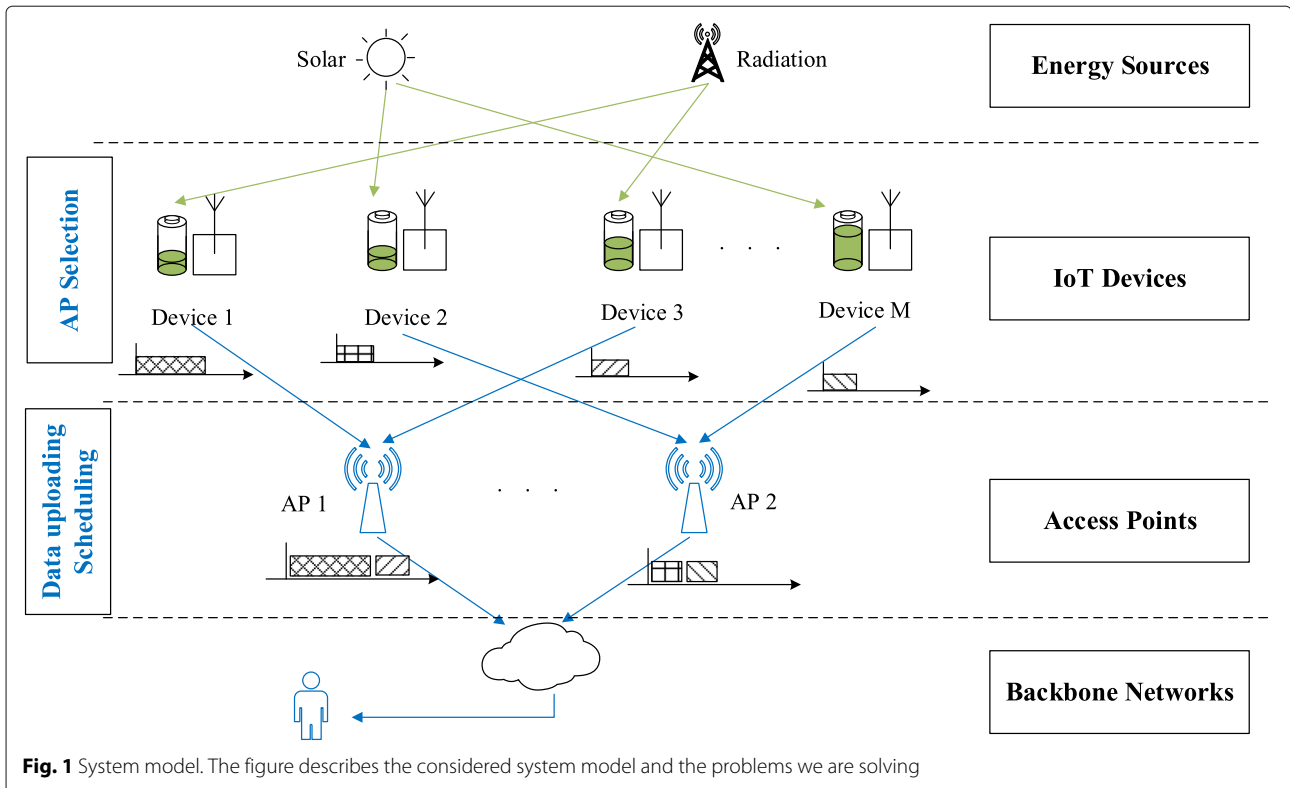 Solar
Radiation
Energy Sources
AP Selection
IoT Devices
Device 1
Device 2
Device 3
Device M
. . .
Data uploading
Scheduling
AP 1
. . .
AP 2
Access Points
Backbone Networks
Fig. 1 System model. The figure describes the considered system model and the problems we are solving